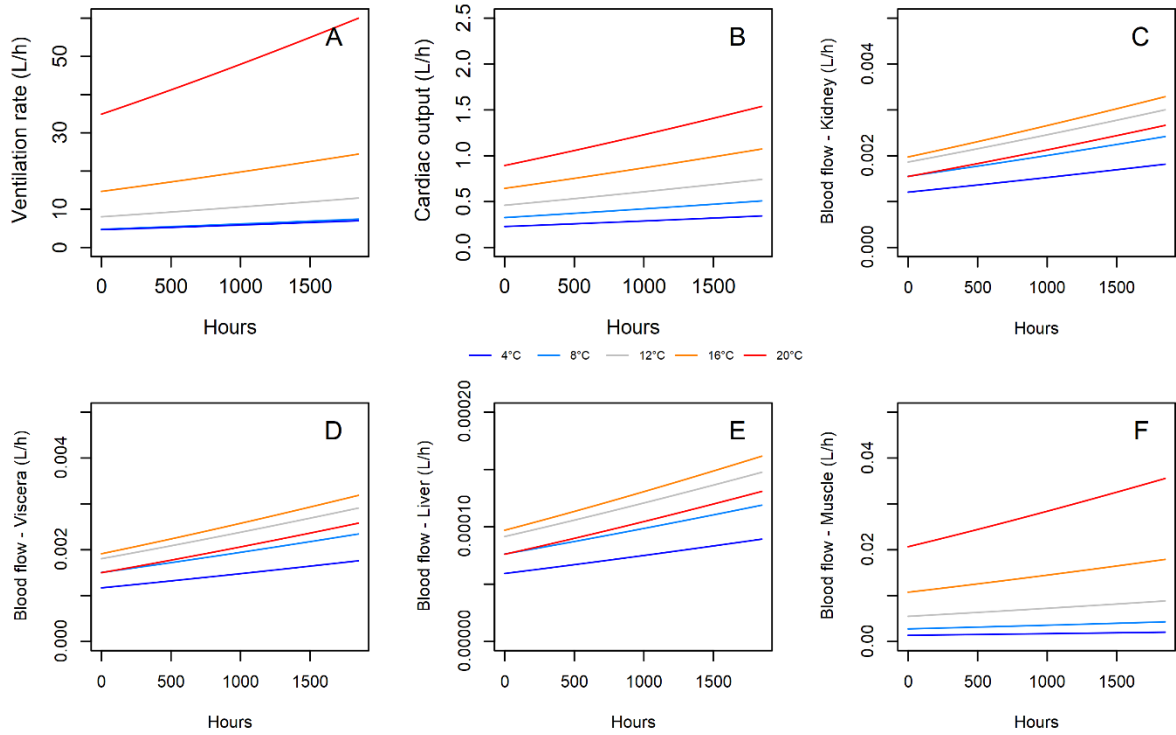 Ventilation rate (L/h)
0 10 30 50
A
0 500 1000 1500
Hours
Cardiac output (L/h)
0.0 0.5 1.0 1.5 2.0 2.5
B
0 500 1000 1500
Hours
Blood flow - Kidney (L/h)
0.000 0.002 0.004
C
0 500 1000 1500
Hours
4°C 8°C 12°C 16°C 20°C
Blood flow - Viscera (L/h)
0.000 0.002 0.004
D
0 500 1000 1500
Hours
Blood flow - Liver (L/h)
0.00000 0.00010 0.00020
E
0 500 1000 1500
Hours
Blood flow - Muscle (L/h)
0.00 0.02 0.04
F
0 500 1000 1500
Hours